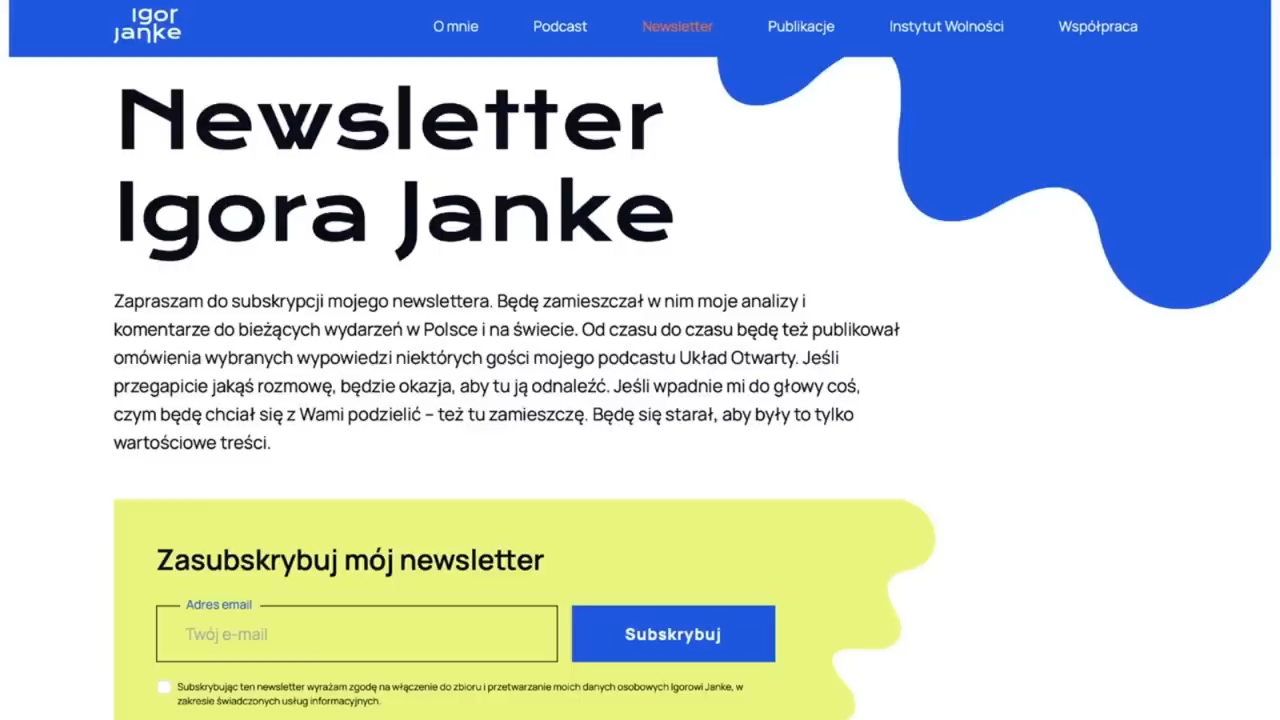 Igor
Janke
O mnie
Podcast
Newsletter
Publikacje
Instytut Wolności
Współpraca
Newsletter
Igora Janke
Zapraszam do subskrypcji mojego newslettera. Będę zamieszczał w nim moje analizy i
komentarze do bieżących wydarzeń w Polsce i na świecie. Od czasu do czasu będę też publikował
omówienia wybranych wypowiedzi niektórych gości mojego podcastu Układ Otwarty. Jeśli
przegapicie jakąś rozmowę, będzie okazja, aby tu ją odnaleźć. Jeśli wpadnie mi do głowy coś,
czym będę chciał się z Wami podzielić – też tu zamieszczę. Będę się starał, aby były to tylko
wartościowe treści.
Zasubskrybuj mój newsletter
Adres email
Twój e-mail
Subskrybuj
Subskrybując ten newsletter wyrażam zgodę na włączenie do zbioru i przetwarzanie moich danych osobowych Igorowi Janke, w
zakresie świadczonych usług informacyjnych.